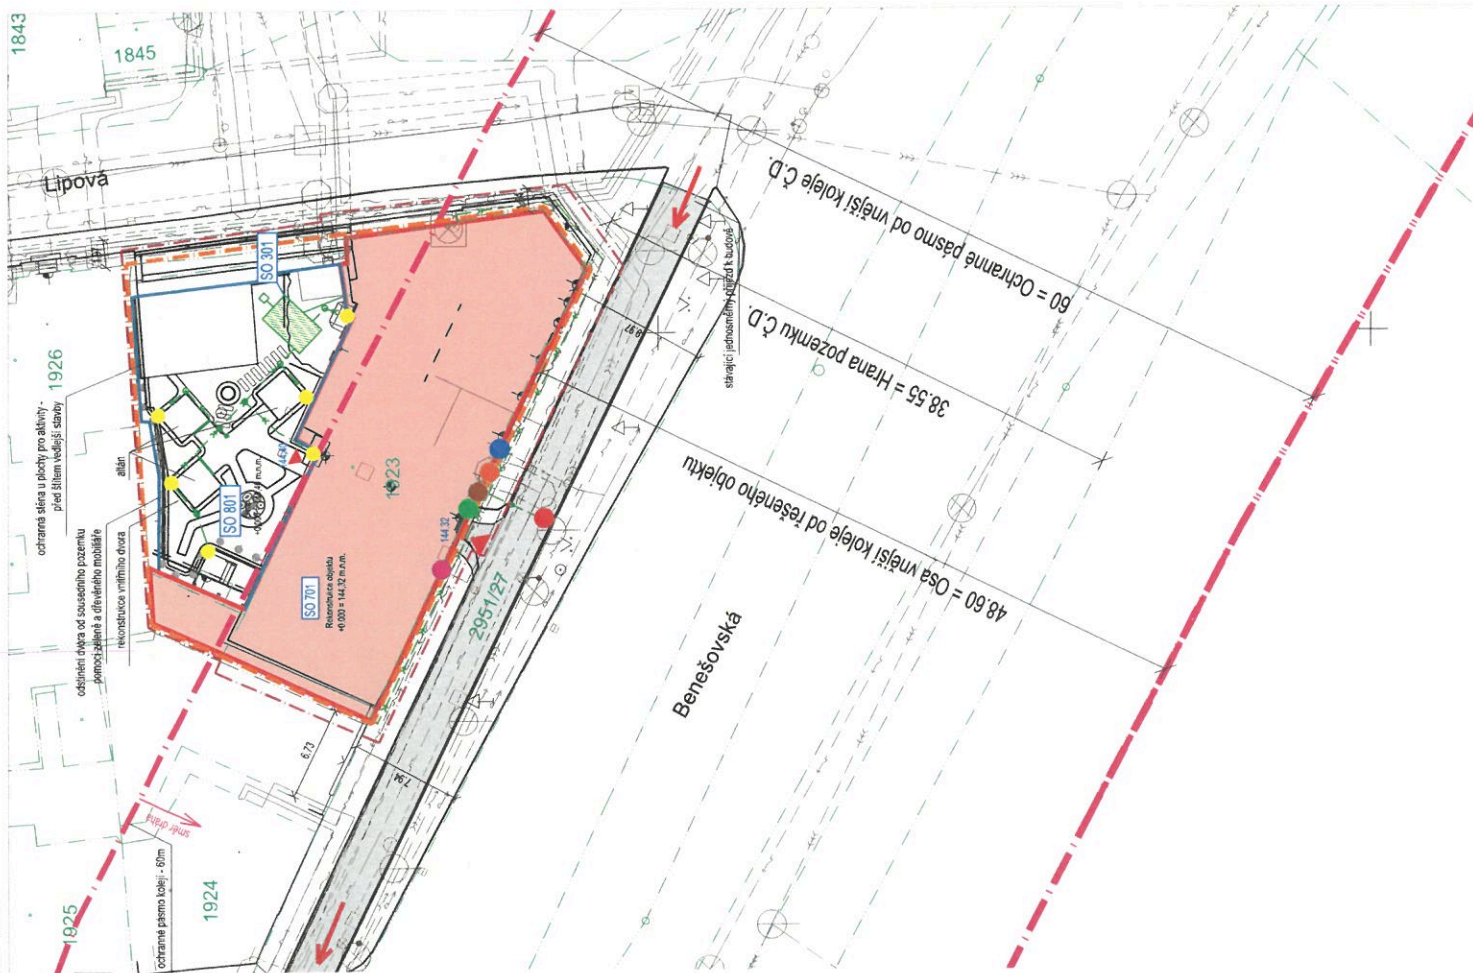 1843
1845
Lipová
SO 301
1926
ochranná stěna u plochy pro aktivity -
před štítem vedlejší stavby
altán
odstínění dvora od sousedního pozemku
pomocí zeleně a dřevěného mobiliáře
rekonstrukce vnitřního dvora
SO 801
1923
SO 701
Rekonstrukce objektu
+0.000 = 144,32 m.n.m.
144,32
2951/27
Benešovská
stávající jednosměrný příjezd k budově
60 = Ochranné pásmo od vnější koleje Č.D.
38.55 = Hrana pozemku Č.D.
48.60 = Osa vnější koleje od řešeného objektu
9.97
6.73
7.94
směr dráha
ochranné pásmo kolejí - 60m
1924
1925